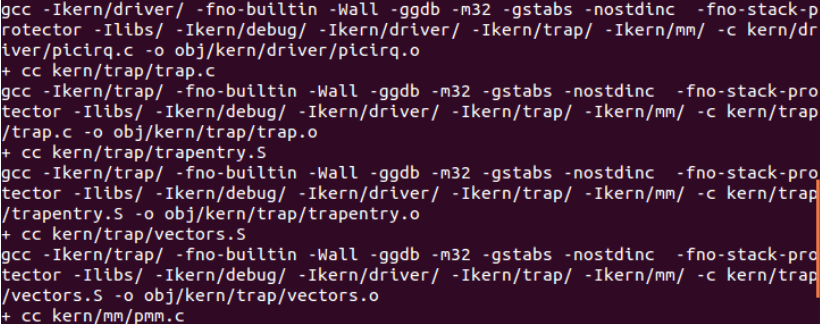 gcc -Ikern/driver/ -fno-builtin -Wall -ggdb -m32 -gstabs -nostdinc  -fno-stack-p
rotector -Ilibs/ -Ikern/debug/ -Ikern/driver/ -Ikern/trap/ -Ikern/mm/ -c kern/dr
iver/picirq.c -o obj/kern/driver/picirq.o
+ cc kern/trap/trap.c
gcc -Ikern/trap/ -fno-builtin -Wall -ggdb -m32 -gstabs -nostdinc  -fno-stack-pro
tector -Ilibs/ -Ikern/debug/ -Ikern/driver/ -Ikern/trap/ -Ikern/mm/ -c kern/trap
/trap.c -o obj/kern/trap/trap.o
+ cc kern/trap/trapentry.S
gcc -Ikern/trap/ -fno-builtin -Wall -ggdb -m32 -gstabs -nostdinc  -fno-stack-pro
tector -Ilibs/ -Ikern/debug/ -Ikern/driver/ -Ikern/trap/ -Ikern/mm/ -c kern/trap
/trapentry.S -o obj/kern/trap/trapentry.o
+ cc kern/trap/vectors.S
gcc -Ikern/trap/ -fno-builtin -Wall -ggdb -m32 -gstabs -nostdinc  -fno-stack-pro
tector -Ilibs/ -Ikern/debug/ -Ikern/driver/ -Ikern/trap/ -Ikern/mm/ -c kern/trap
/vectors.S -o obj/kern/trap/vectors.o
+ cc kern/mm/pmm.c